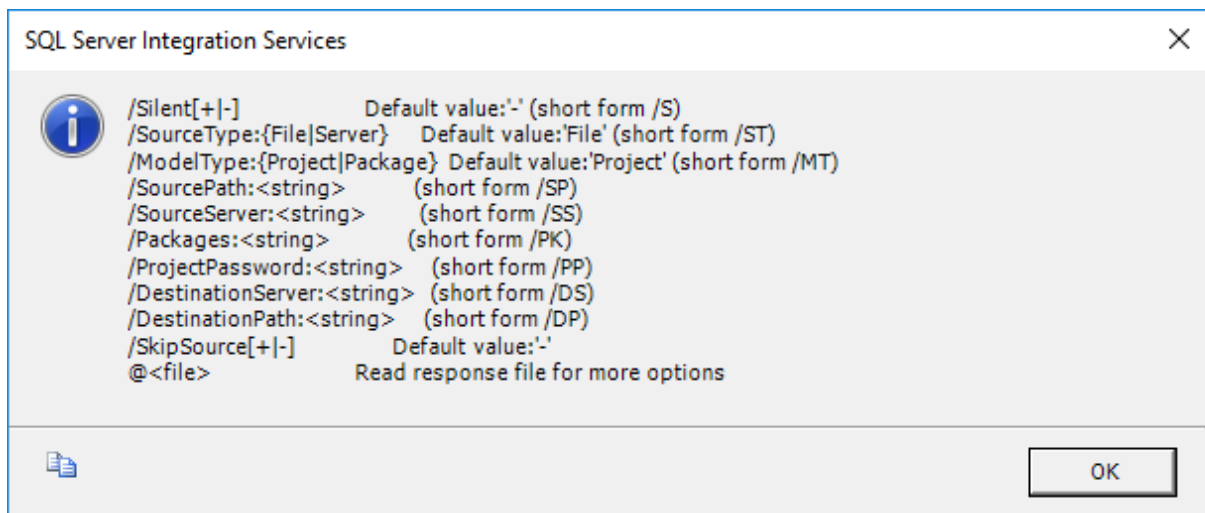 SQL Server Integration Services
/Silent[+|-] Default value:'-' (short form /S)
/SourceType:{File|Server} Default value:'File' (short form /ST)
/ModelType:{Project|Package} Default value:'Project' (short form /MT)
/SourcePath:<string> (short form /SP)
/SourceServer:<string> (short form /SS)
/Packages:<string> (short form /PK)
/ProjectPassword:<string> (short form /PP)
/DestinationServer:<string> (short form /DS)
/DestinationPath:<string> (short form /DP)
/SkipSource[+|-] Default value:'-'
@<file> Read response file for more options
OK